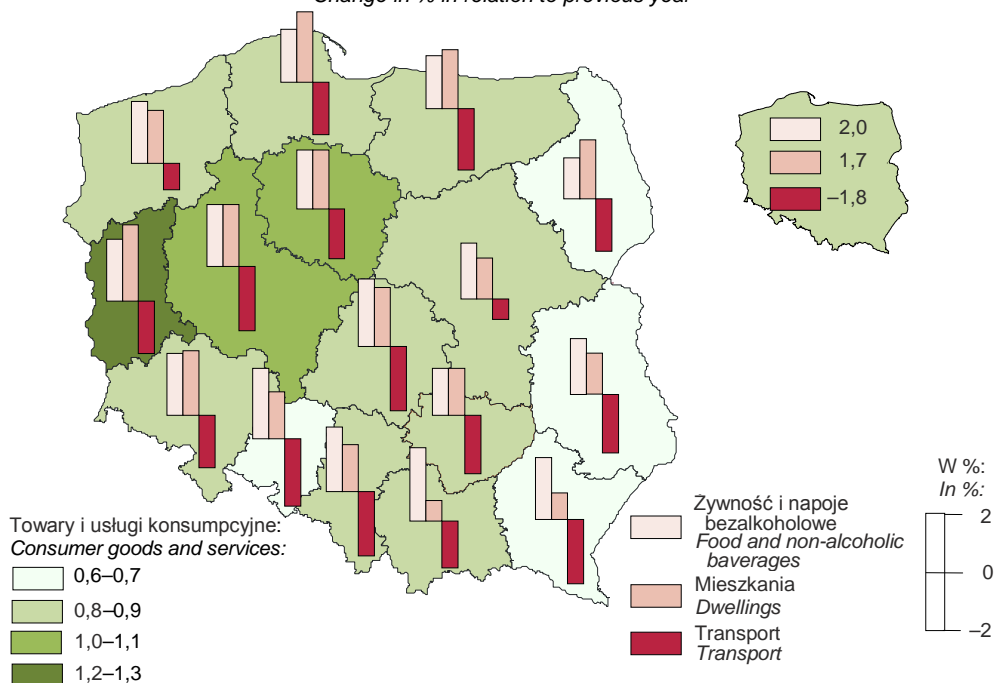 Change in % in relation to previous year
2,0
1,7
–1,8
Towary i usługi konsumpcyjne:
Consumer goods and services:
0,6–0,7
0,8–0,9
1,0–1,1
1,2–1,3
Żywność i napoje
bezalkoholowe
Food and non-alcoholic
baverages
Mieszkania
Dwellings
Transport
Transport
W %:
In %:
2
0
–2